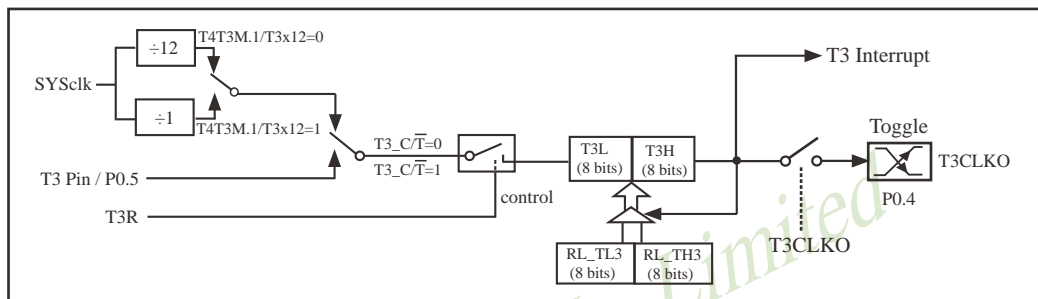 ÷12
T4T3M.1/T3x12=0
SYSclk
÷1
T4T3M.1/T3x12=1
T3 Pin / P0.5
T3_C/T̅=0
T3_C/T̅=1
T3R
control
T3L
(8 bits)
T3H
(8 bits)
RL_TL3
(8 bits)
RL_TH3
(8 bits)
T3 Interrupt
Toggle
T3CLKO
P0.4
T3CLKO
Limited